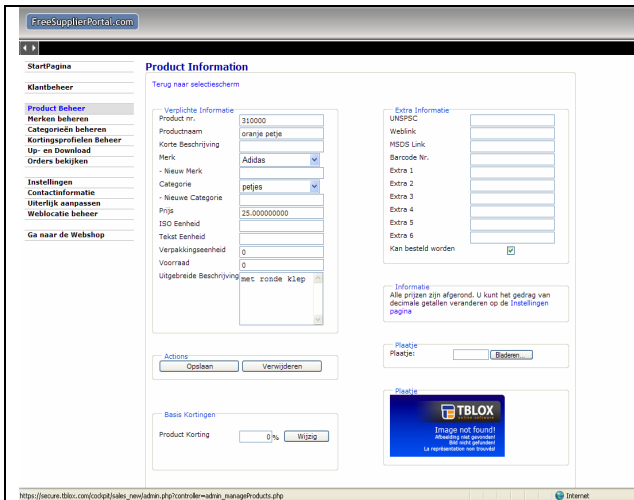 FreeSupplierPortal.com
StartPagina
Klantbeheer
Product Beheer
Merken beheren
Categorieën beheren
Kortingsprofielen Beheer
Up- en Download
Orders bekijken
Instellingen
Contactinformatie
Uiterlijk aanpassen
Weblocatie beheer
Ga naar de Webshop
Product Information
Terug naar selectiescherm
Verplichte Informatie
Product nr. 310000
Productnaam oranje petje
Korte Beschrijving
Merk Adidas
- Nieuw Merk
Categorie petjes
- Nieuwe Categorie
Prijs 25.000000000
ISO Eenheid
Tekst Eenheid
Verpakkingseenheid 0
Voorraad 0
Uitgebreide Beschrijving met ronde klep
Actions
Opslaan Verwijderen
Basis Kortingen
Product Korting 0 % Wijzig
Extra Informatie
UNSPSC
Weblink
MSDS Link
Barcode Nr.
Extra 1
Extra 2
Extra 3
Extra 4
Extra 5
Extra 6
Kan besteld worden
Informatie
Alle prijzen zijn afgerond. U kunt het gedrag van
decimale getallen veranderen op de Instellingen
pagina
Plaatje
Plaatje: Bladeren...
Plaatje
TBLOX
online software
Image not found!
Afbeelding niet gevonden!
Bild nicht gefunden!
La représentation non trouvés!
https://secure.tblox.com/cockpit/sales_new/admin.php?controller=admin_manageProducts.php
Internet